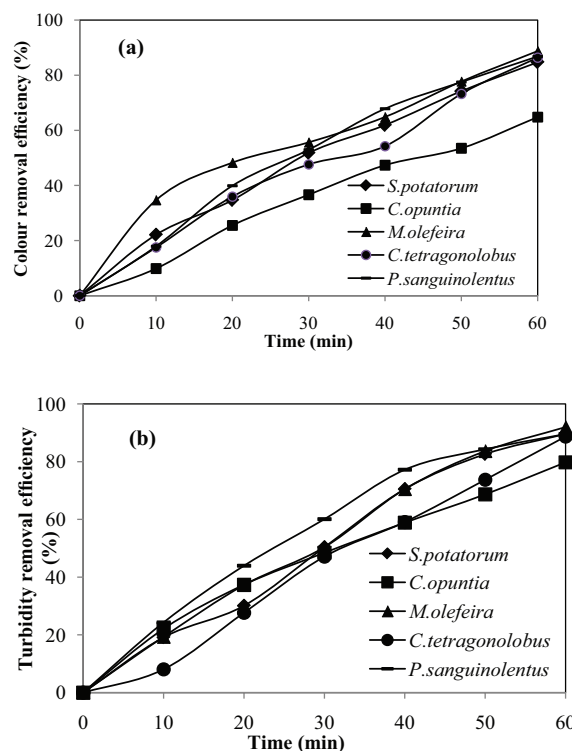 (a)
Colour removal efficiency (%)
100
80
60
40
20
0
S.potatorum
C.opuntia
M.olefeira
C.tetragonolobus
P.sanguinolentus
0 10 20 30 40 50 60
Time (min)
(b)
Turbidity removal efficiency
(%)
100
80
60
40
20
0
S.potatorum
C.opuntia
M.olefeira
C.tetragonolobus
P.sanguinolentus
0 10 20 30 40 50 60
Time (min)